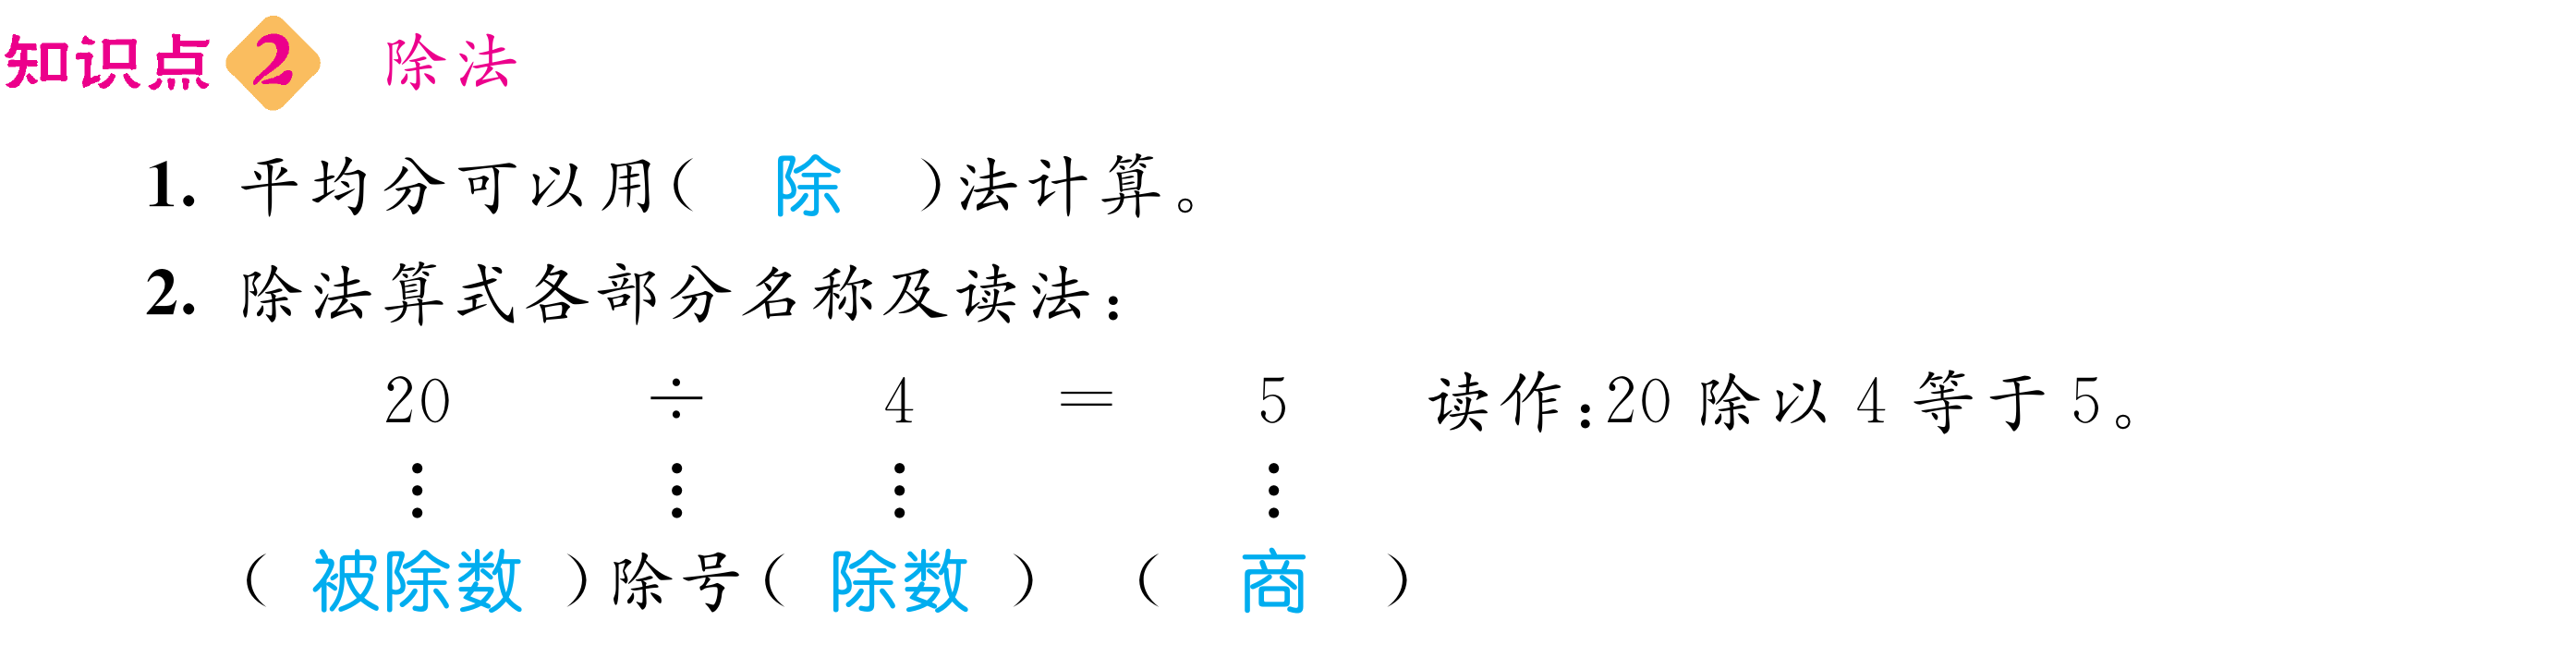 知识点2 除法
1. 平均分可以用( 除 )法计算。
2. 除法算式各部分名称及读法：
20 ÷ 4 = 5 读作：20 除以 4 等于 5。
⋮ ⋮ ⋮ ⋮
( 被除数 )除号( 除数 ) ( 商 )